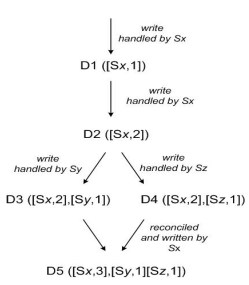 write
handled by Sx
D1 ([Sx,1])
write
handled by Sx
D2 ([Sx,2])
write
handled by Sy
write
handled by Sz
D3 ([Sx,2],[Sy,1])
D4 ([Sx,2],[Sz,1])
reconciled
and written by
Sx
D5 ([Sx,3],[Sy,1][Sz,1])